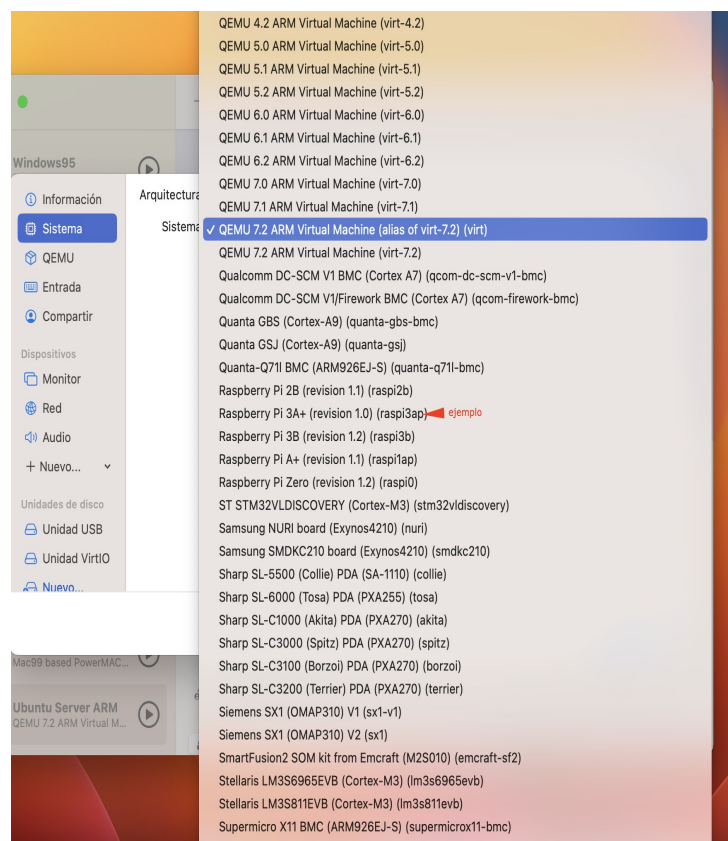 QEMU 4.2 ARM Virtual Machine (virt-4.2)
QEMU 5.0 ARM Virtual Machine (virt-5.0)
QEMU 5.1 ARM Virtual Machine (virt-5.1)
QEMU 5.2 ARM Virtual Machine (virt-5.2)
QEMU 6.0 ARM Virtual Machine (virt-6.0)
QEMU 6.1 ARM Virtual Machine (virt-6.1)
QEMU 6.2 ARM Virtual Machine (virt-6.2)
QEMU 7.0 ARM Virtual Machine (virt-7.0)
QEMU 7.1 ARM Virtual Machine (virt-7.1)
✓ QEMU 7.2 ARM Virtual Machine (alias of virt-7.2) (virt)
QEMU 7.2 ARM Virtual Machine (virt-7.2)
Qualcomm DC-SCM V1 BMC (Cortex A7) (qcom-dc-scm-v1-bmc)
Qualcomm DC-SCM V1/Firework BMC (Cortex A7) (qcom-firework-bmc)
Quanta GBS (Cortex-A9) (quanta-gbs-bmc)
Quanta GSJ (Cortex-A9) (quanta-gsj)
Quanta-Q71l BMC (ARM926EJ-S) (quanta-q71l-bmc)
Raspberry Pi 2B (revision 1.1) (raspi2b)
Raspberry Pi 3A+ (revision 1.0) (raspi3ap)
ejemplo
Raspberry Pi 3B (revision 1.2) (raspi3b)
Raspberry Pi A+ (revision 1.1) (raspi1ap)
Raspberry Pi Zero (revision 1.2) (raspi0)
ST STM32VLDISCOVERY (Cortex-M3) (stm32vldiscovery)
Samsung NURI board (Exynos4210) (nuri)
Samsung SMDKC210 board (Exynos4210) (smdkc210)
Sharp SL-5500 (Collie) PDA (SA-1110) (collie)
Sharp SL-6000 (Tosa) PDA (PXA255) (tosa)
Sharp SL-C1000 (Akita) PDA (PXA270) (akita)
Sharp SL-C3000 (Spitz) PDA (PXA270) (spitz)
Sharp SL-C3100 (Borzoi) PDA (PXA270) (borzoi)
Sharp SL-C3200 (Terrier) PDA (PXA270) (terrier)
Siemens SX1 (OMAP310) V1 (sx1-v1)
Siemens SX1 (OMAP310) V2 (sx1)
SmartFusion2 SOM kit from Emcraft (M2S010) (emcraft-sf2)
Stellaris LM3S6965EVB (Cortex-M3) (lm3s6965evb)
Stellaris LM3S811EVB (Cortex-M3) (lm3s811evb)
Supermicro X11 BMC (ARM926EJ-S) (supermicrox11-bmc)
Windows95
Información
Sistema
QEMU
Entrada
Compartir
Dispositivos
Monitor
Red
Audio
+ Nuevo...
Unidades de disco
Unidad USB
Unidad VirtIO
Nuevo...
Arquitectura
Sistema
Mac99 based PowerMAC...
Ubuntu Server ARM
QEMU 7.2 ARM Virtual M...